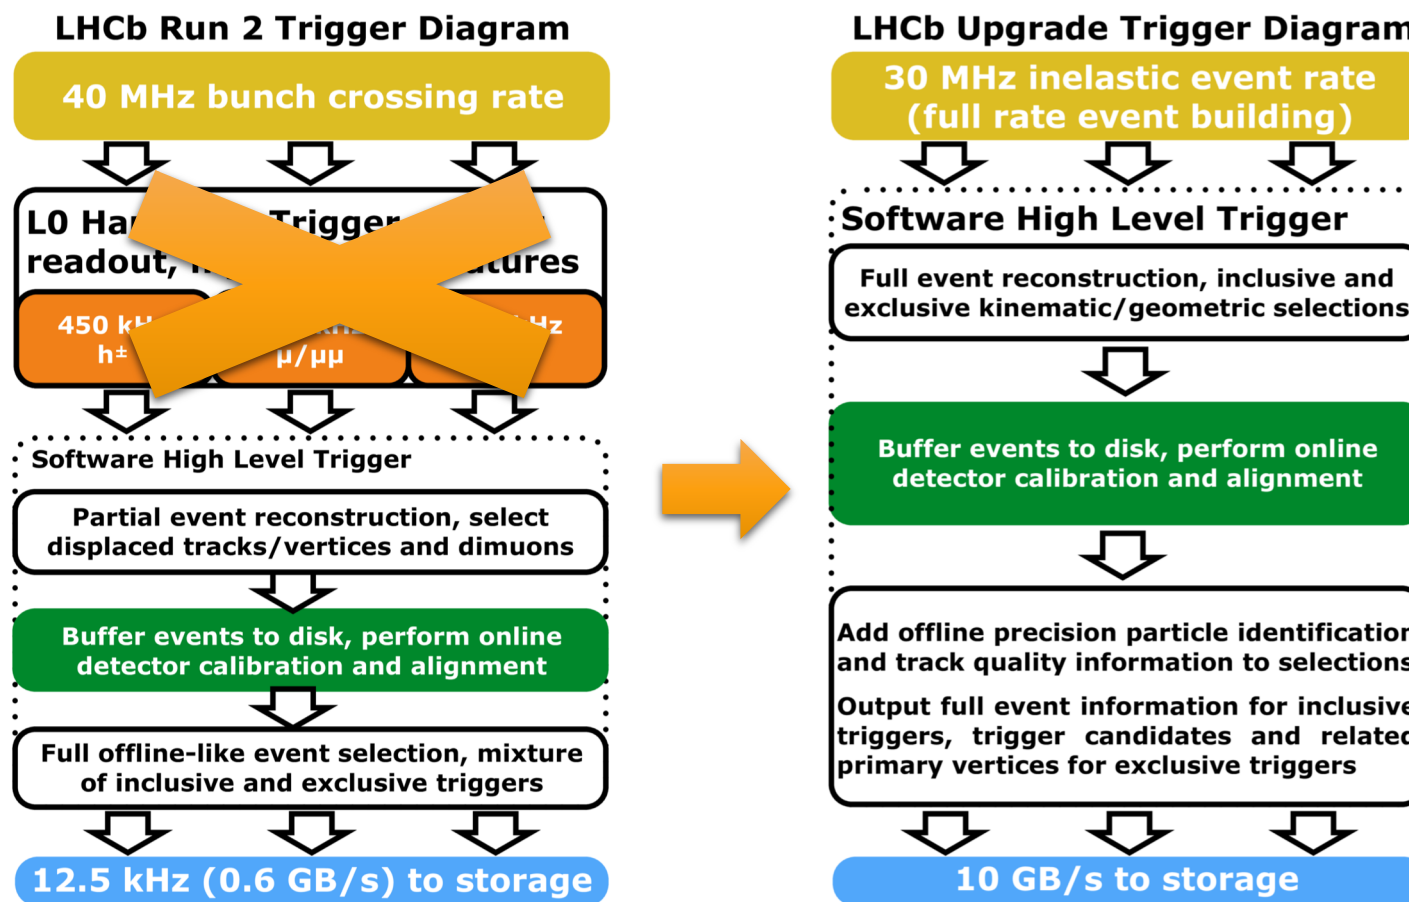 LHCb Run 2 Trigger Diagram
40 MHz bunch crossing rate
L0 Trigger
readout,
450
h±
μ/μμ
Hz
Software High Level Trigger
Partial event reconstruction, select
displaced tracks/vertices and dimuons
Buffer events to disk, perform online
detector calibration and alignment
Full offline-like event selection, mixture
of inclusive and exclusive triggers
12.5 kHz (0.6 GB/s) to storage
LHCb Upgrade Trigger Diagram
30 MHz inelastic event rate
(full rate event building)
Software High Level Trigger
Full event reconstruction, inclusive and
exclusive kinematic/geometric selections
Buffer events to disk, perform online
detector calibration and alignment
Add offline precision particle identification
and track quality information to selections
Output full event information for inclusive
triggers, trigger candidates and related
primary vertices for exclusive triggers
10 GB/s to storage